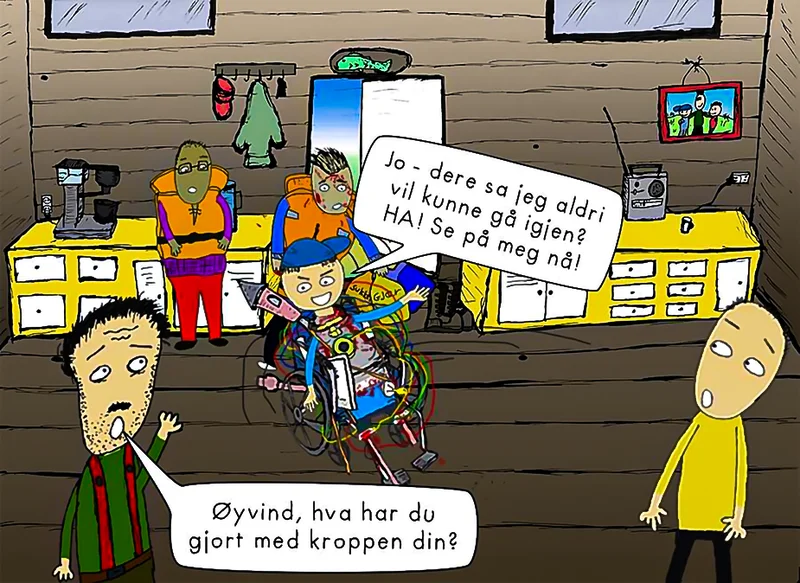 Jo - dere sa jeg aldri
vil kunne gå igjen?
HA! Se på meg nå!
Øyvind, hva har du
gjort med kroppen din?